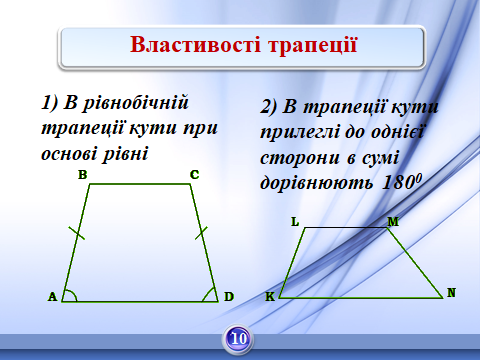 Властивості трапеції
1) В рівнобічній
трапеції кути при
основі рівні
2) В трапеції кути
прилеглі до однієї
сторони в сумі
дорівнюють 180⁰
B C
A D
L M
K N
10